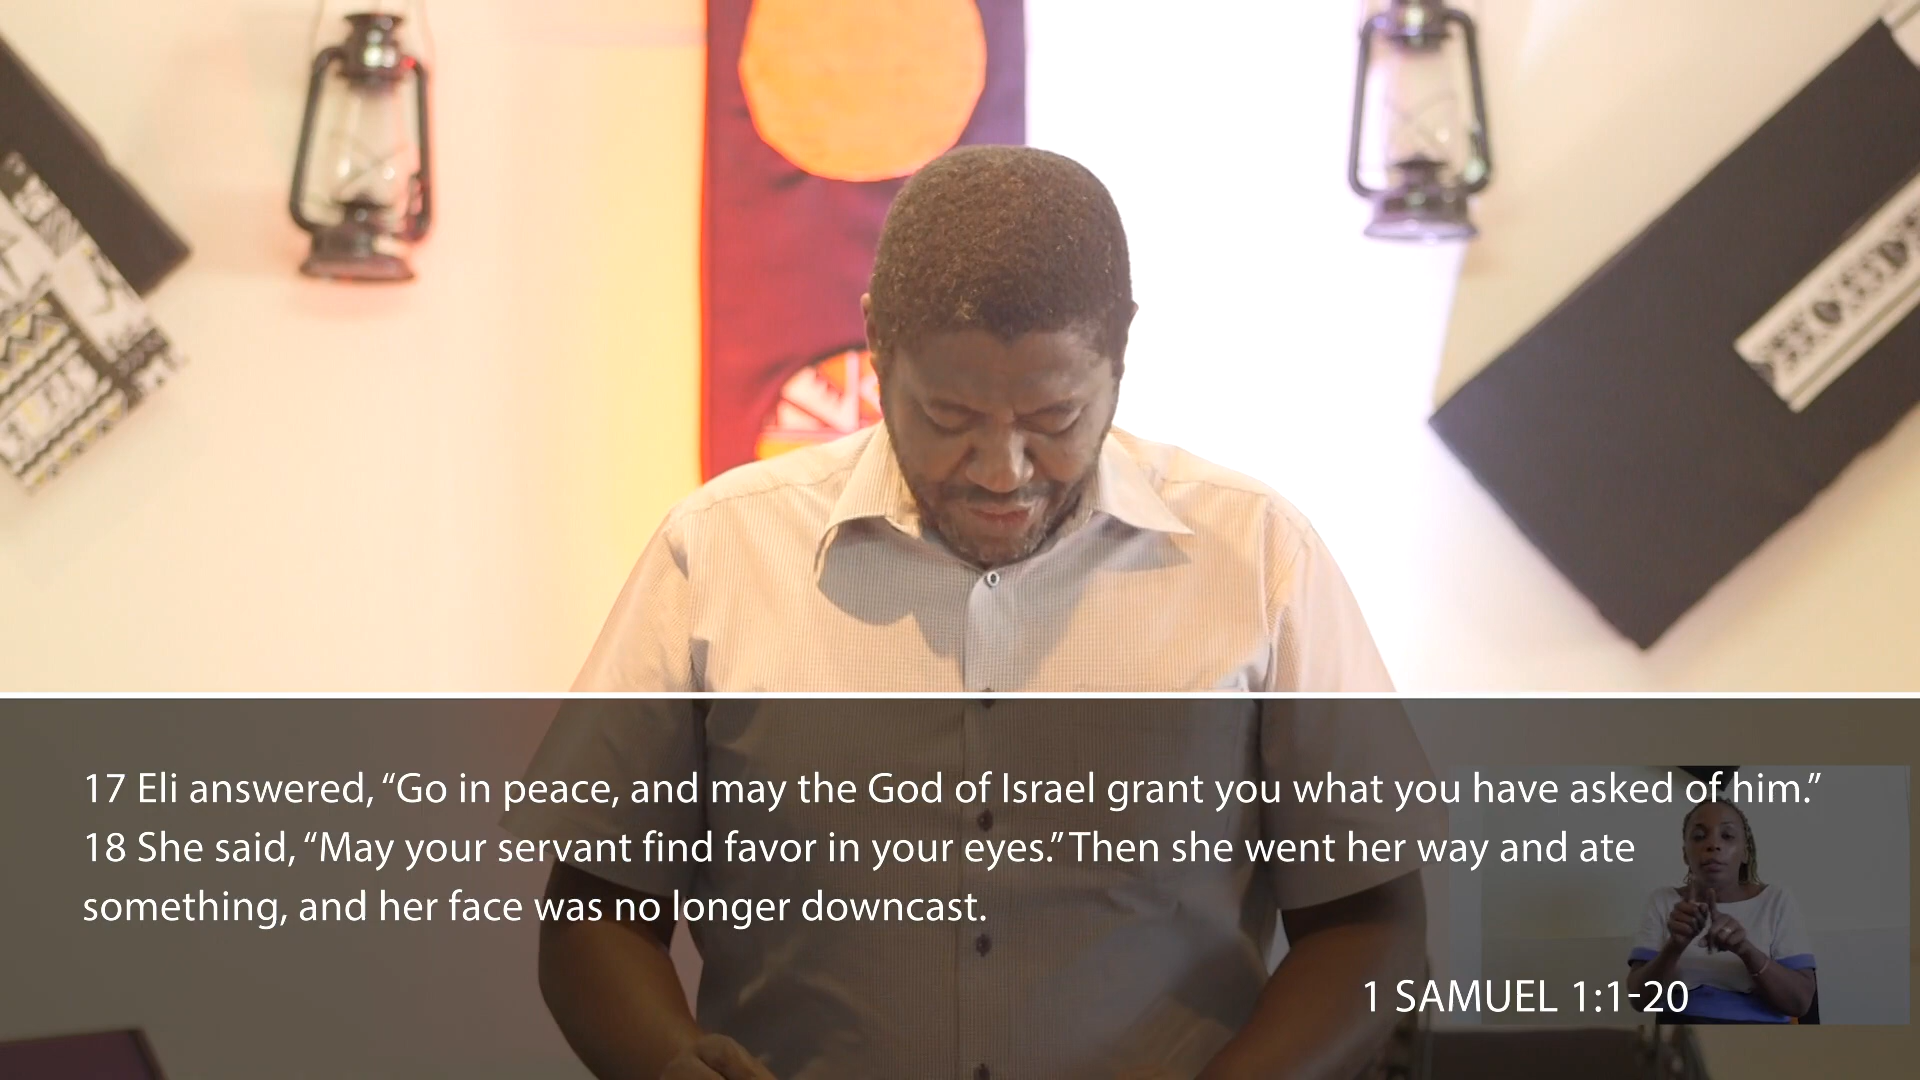 17 Eli answered, “Go in peace, and may the God of Israel grant you what you have asked of him.”
18 She said, “May your servant find favor in your eyes.” Then she went her way and ate
something, and her face was no longer downcast.
1 SAMUEL 1:1-20